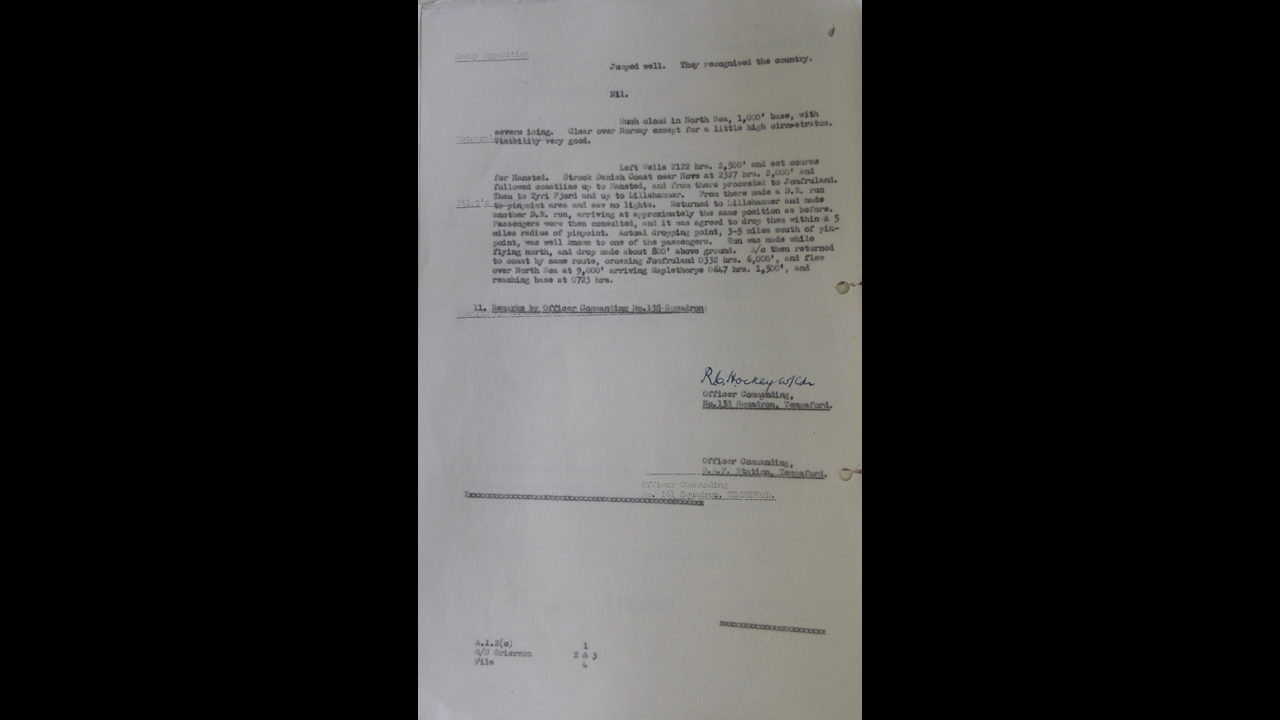 Enemy Opposition
Jumped well. They recognised the country.
Nil.
Much cloud in North Sea, 1,000' base, with
severe icing. Clear over Norway except for a little high cirro-stratus.
Visibility very good.
Left Wells 2122 hrs. 2,500' and set course
for Hansted. Struck Danish Coast near Hove at 2327 hrs. 2,000' and
followed coastline up to Hansted, and from there proceeded to Jomfruland.
Then to Tyri Fjord and up to Lillehammer. From there made a D.R. run
to pinpoint area and saw no lights. Returned to Lillehammer and made
another D.R. run, arriving at approximately the same position as before.
Passengers were then consulted, and it was agreed to drop them within a 5
miles radius of pinpoint. Actual dropping point, 3-5 miles south of pin-
point, was well known to one of the passengers. Run was made while
flying north, and drop made about 800' above ground. A/c then returned
to coast by same route, crossing Jomfruland 0332 hrs. 6,000', and flew
over North Sea at 9,000' arriving Maplethorpe 0647 hrs. 1,500', and
reaching base at 0723 hrs.
11. Remarks by Officer Commanding No.138 Squadron:
R.C. Hockey W/Cdr
Officer Commanding,
No.138 Squadron, Tempsford.
Officer Commanding,
R.A.F. Station, Tempsford.
Officer Commanding
No. 161 Squadron, TEMPSFORD.
A.I.2(c) 1
G/C Grierson 2 & 3
File 4